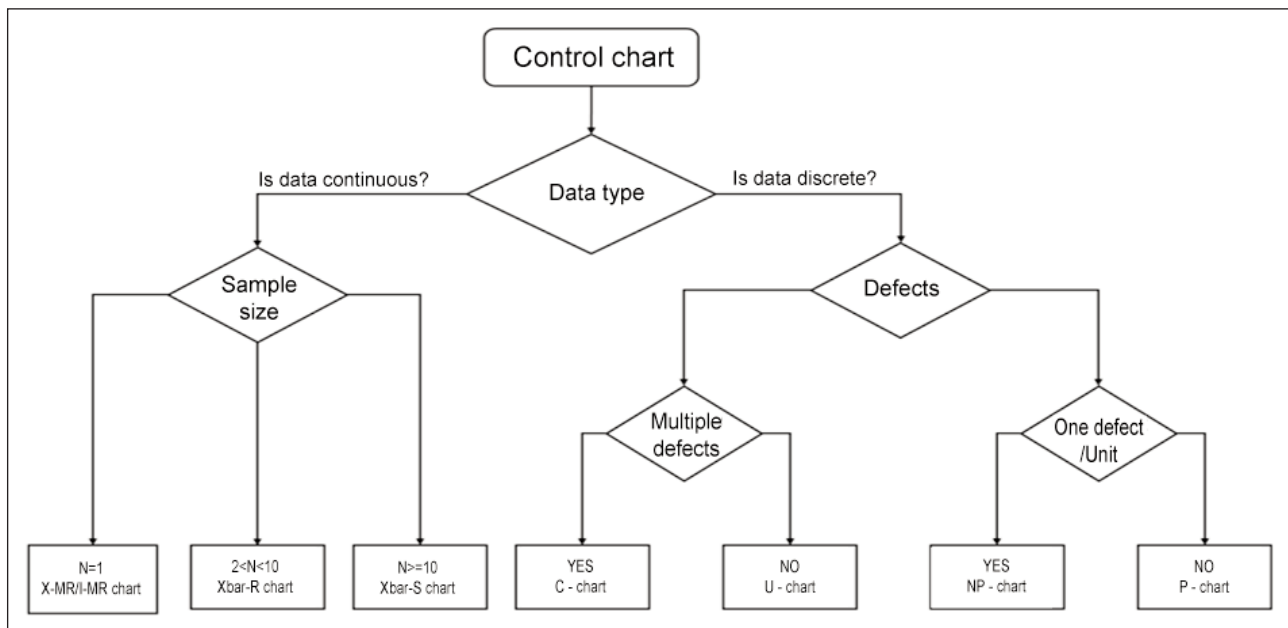 Control chart
Is data continuous?
Data type
Is data discrete?
Sample
size
Defects
Multiple
defects
One defect
/Unit
N=1
X-MR/I-MR chart
2<N<10
Xbar-R chart
N>=10
Xbar-S chart
YES
C - chart
NO
U - chart
YES
NP - chart
NO
P - chart